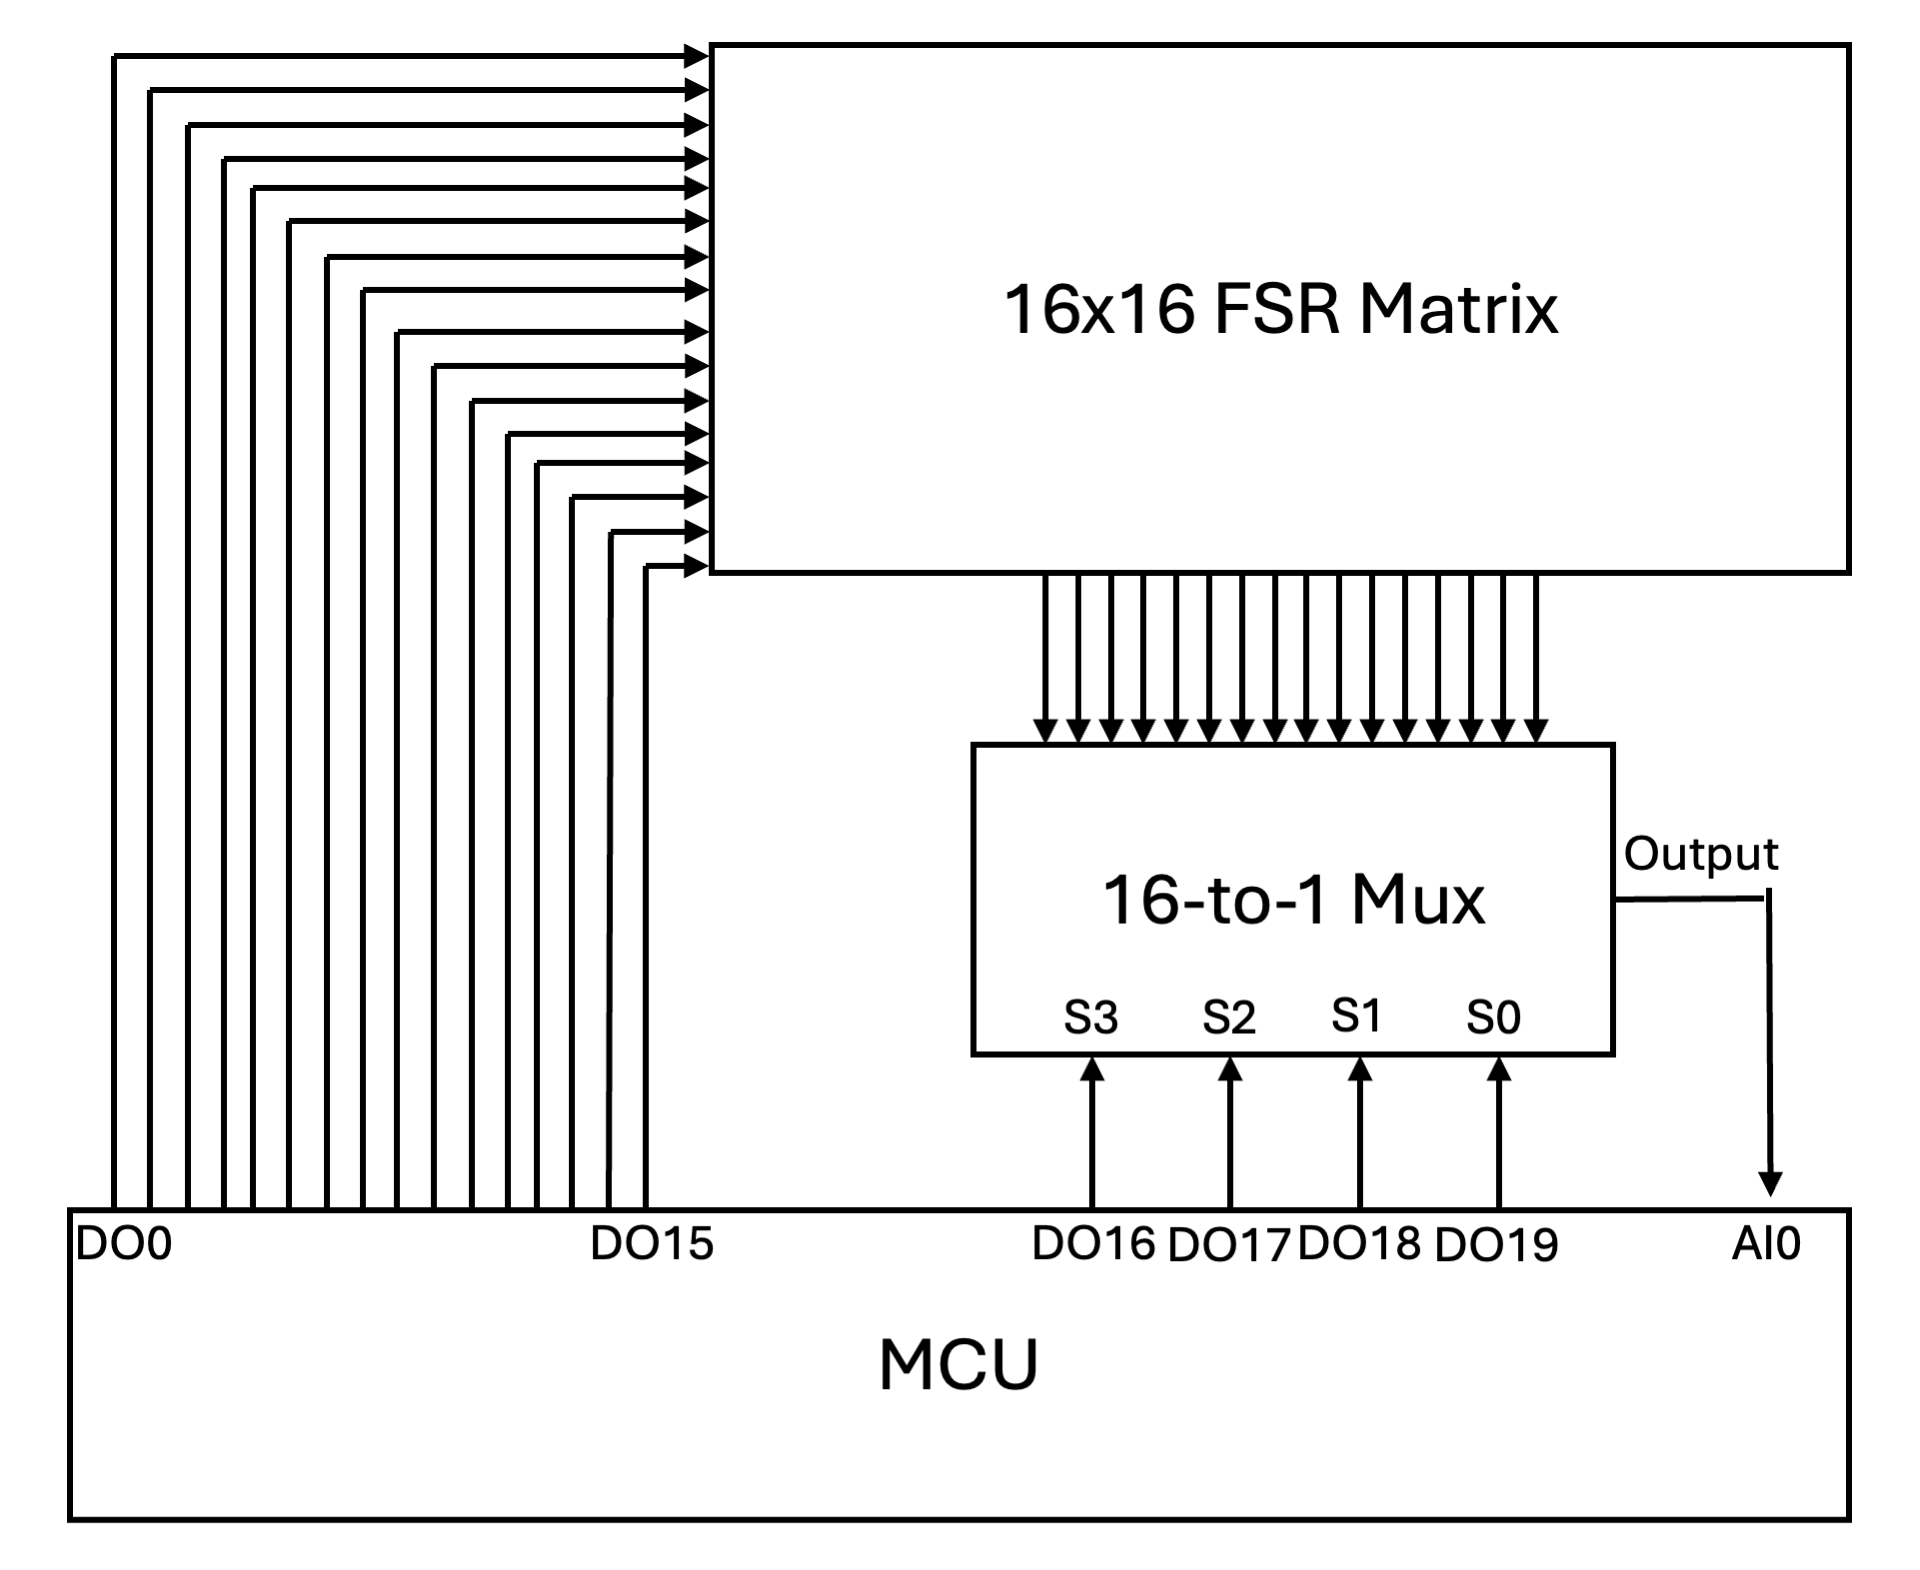 16x16 FSR Matrix
Output
16-to-1 Mux
S3 S2 S1 S0
DO0 DO15 DO16 DO17 DO18 DO19 AI0
MCU